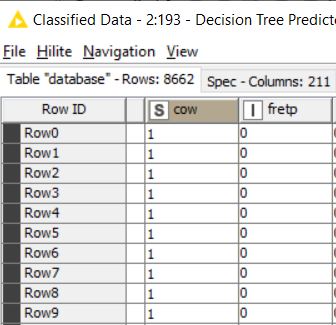 Classified Data - 2:193 - Decision Tree Predicto
File Hilite Navigation View
Table "database" - Rows: 8662 Spec - Columns: 211
Row ID S cow I fretp
Row0 1 0
Row1 1 0
Row2 1 0
Row3 1 0
Row4 1 0
Row5 1 0
Row6 1 0
Row7 1 0
Row8 1 0
Row9 1 0